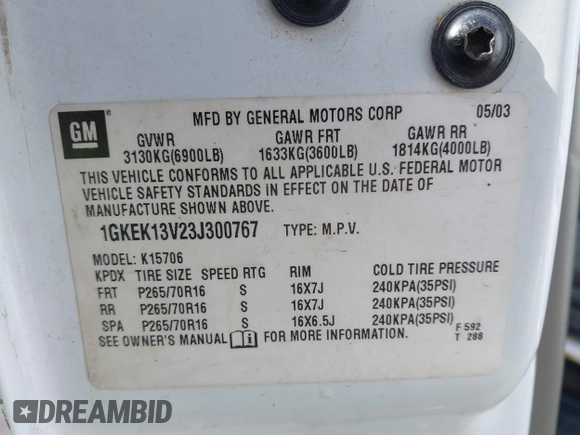 GM
MFD BY GENERAL MOTORS CORP 05/03
GVWR GAWR FRT GAWR RR
3130KG(6900LB) 1633KG(3600LB) 1814KG(4000LB)
THIS VEHICLE CONFORMS TO ALL APPLICABLE U.S. FEDERAL MOTOR
VEHICLE SAFETY STANDARDS IN EFFECT ON THE DATE OF
MANUFACTURE SHOWN ABOVE.
1GKEK13V23J300767 TYPE: M.P.V.
MODEL: K15706
KPDX TIRE SIZE SPEED RTG RIM COLD TIRE PRESSURE
FRT P265/70R16 S 16X7J 240KPA(35PSI)
RR P265/70R16 S 16X7J 240KPA(35PSI)
SPA P265/70R16 S 16X6.5J 240KPA(35PSI)
SEE OWNER'S MANUAL FOR MORE INFORMATION.
F 592
T 288
DREAMBID